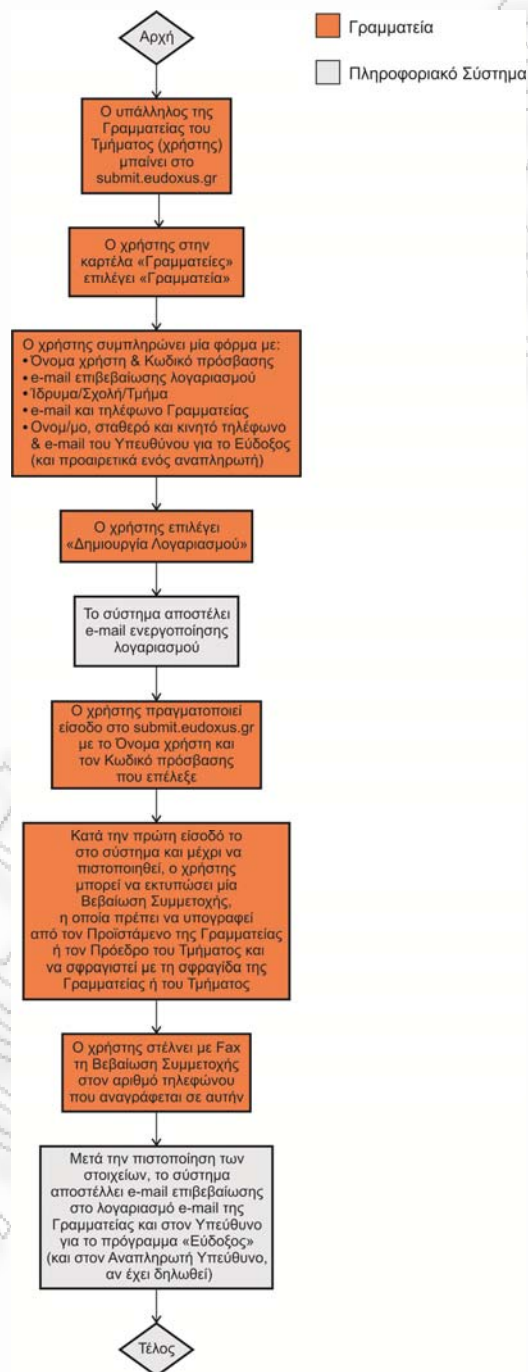 Αρχή
Γραμματεία
Πληροφοριακό Σύστημα
Ο υπάλληλος της
Γραμματείας του
Τμήματος (χρήστης)
μπαίνει στο
submit.eudoxus.gr
Ο χρήστης στην
καρτέλα «Γραμματείες»
επιλέγει «Γραμματεία»
Ο χρήστης συμπληρώνει μία φόρμα με:
• Όνομα χρήστη & Κωδικό πρόσβασης
• e-mail επιβεβαίωσης λογαριασμού
• Ίδρυμα/Σχολή/Τμήμα
• e-mail και τηλέφωνο Γραμματείας
• Ονομ/μο, σταθερό και κινητό τηλέφωνο
& e-mail του Υπευθύνου για το Εύδοξος
(και προαιρετικά ενός αναπληρωτή)
Ο χρήστης επιλέγει
«Δημιουργία Λογαριασμού»
Το σύστημα αποστέλει
e-mail ενεργοποίησης
λογαριασμού
Ο χρήστης πραγματοποιεί
είσοδο στο submit.eudoxus.gr
με το Όνομα χρήστη και
τον Κωδικό πρόσβασης
που επέλεξε
Κατά την πρώτη είσοδό το
στο σύστημα και μέχρι να
πιστοποιηθεί, ο χρήστης
μπορεί να εκτυπώσει μία
Βεβαίωση Συμμετοχής,
η οποία πρέπει να υπογραφεί
από τον Προϊστάμενο της Γραμματείας
ή τον Πρόεδρο του Τμήματος και
να σφραγιστεί με τη σφραγίδα της
Γραμματείας ή του Τμήματος
Ο χρήστης στέλνει με Fax
τη Βεβαίωση Συμμετοχής
στον αριθμό τηλεφώνου
που αναγράφεται σε αυτήν
Μετά την πιστοποίηση των
στοιχείων, το σύστημα
αποστέλλει e-mail επιβεβαίωσης
στο λογαριασμό e-mail της
Γραμματείας και στον Υπεύθυνο
για το πρόγραμμα «Εύδοξος»
(και στον Αναπληρωτή Υπεύθυνο,
αν έχει δηλωθεί)
Τέλος